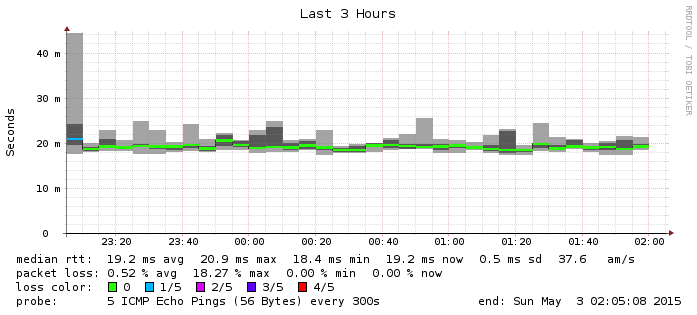 Last 3 Hours
RRDTOOL / TOBI OETIKER
Seconds
40 m
30 m
20 m
10 m
0
23:20 23:40 00:00 00:20 00:40 01:00 01:20 01:40 02:00
median rtt: 19.2 ms avg 20.9 ms max 18.4 ms min 19.2 ms now 0.5 ms sd 37.6 am/s
packet loss: 0.52 % avg 18.27 % max 0.00 % min 0.00 % now
loss color: 0 1/5 2/5 3/5 4/5
probe: 5 ICMP Echo Pings (56 Bytes) every 300s end: Sun May 3 02:05:08 2015